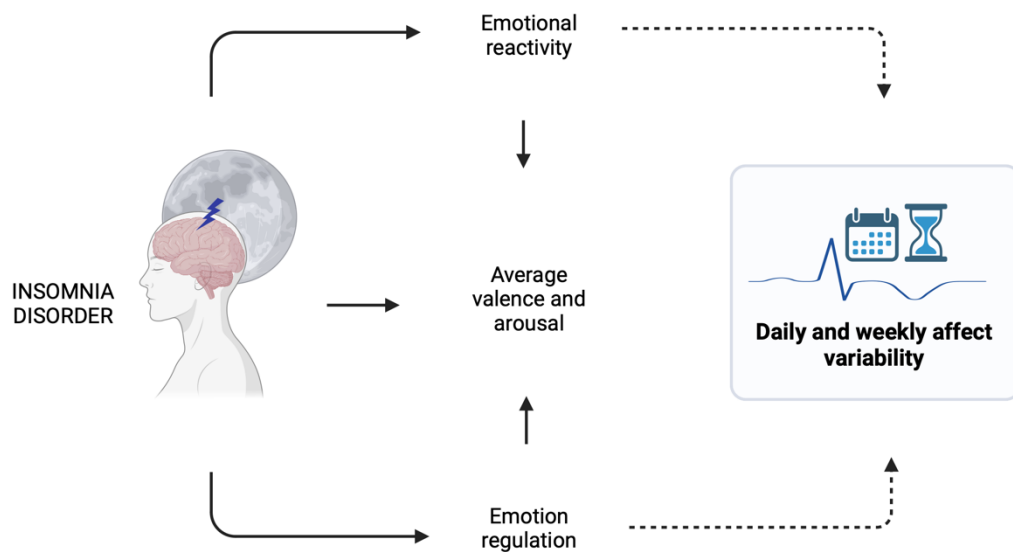 Emotional
reactivity
INSOMNIA
DISORDER
Average
valence and
arousal
Daily and weekly affect
variability
Emotion
regulation